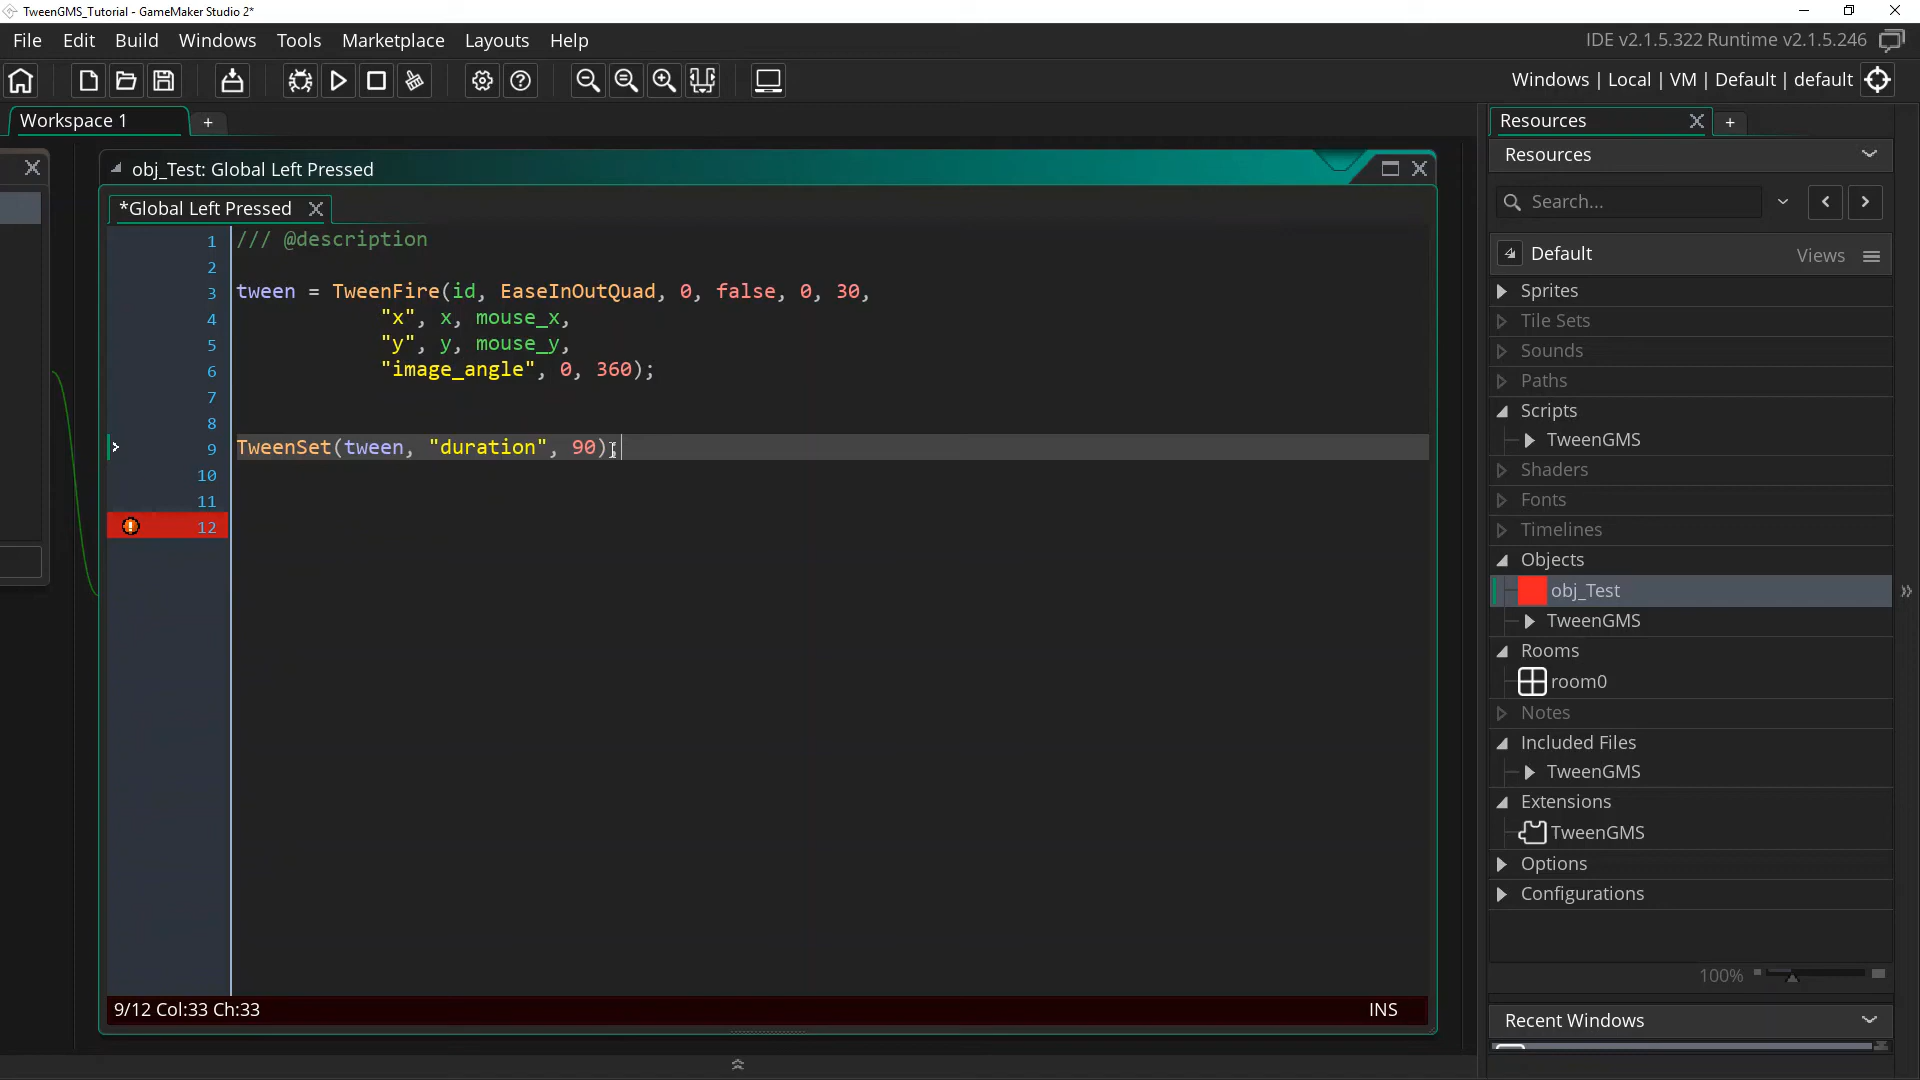 TweenGMS_Tutorial - GameMaker Studio 2*
File Edit Build Windows Tools Marketplace Layouts Help
IDE v2.1.5.322 Runtime v2.1.5.246
Windows | Local | VM | Default | default
Workspace 1
+
obj_Test: Global Left Pressed
*Global Left Pressed
1 /// @description
2
3 tween = TweenFire(id, EaseInOutQuad, 0, false, 0, 30,
4 "x", x, mouse_x,
5 "y", y, mouse_y,
6 "image_angle", 0, 360);
7
8
9 TweenSet(tween, "duration", 90);
10
11
12
9/12 Col:33 Ch:33
INS
Resources
+
Resources
Search...
Default
Views
Sprites
Tile Sets
Sounds
Paths
Scripts
TweenGMS
Shaders
Fonts
Timelines
Objects
obj_Test
TweenGMS
Rooms
room0
Notes
Included Files
TweenGMS
Extensions
TweenGMS
Options
Configurations
100%
Recent Windows